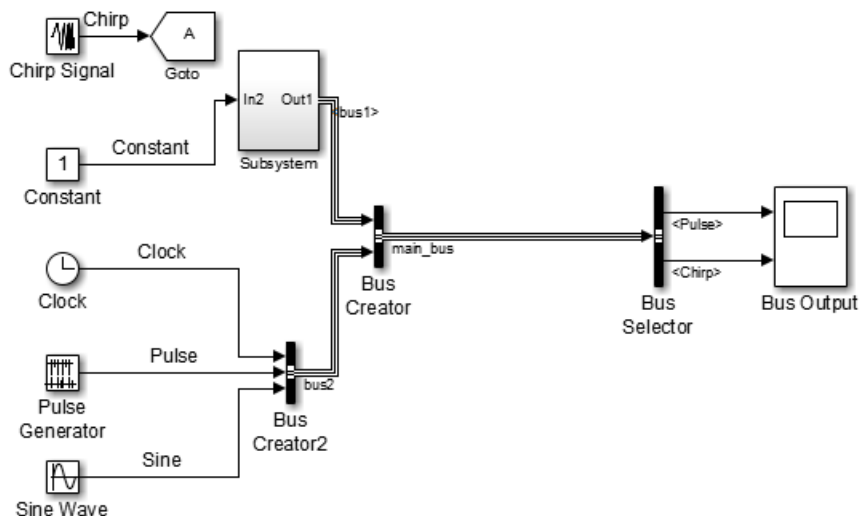 Chirp
A
Chirp Signal
Goto
In2
Out1
<bus1>
Constant
Subsystem
1
Constant
<Pulse>
main_bus
Clock
<Chirp>
Clock
Bus
Creator
Bus
Selector
Bus Output
Pulse
bus2
Pulse
Generator
Bus
Creator2
Sine
Sine Wave